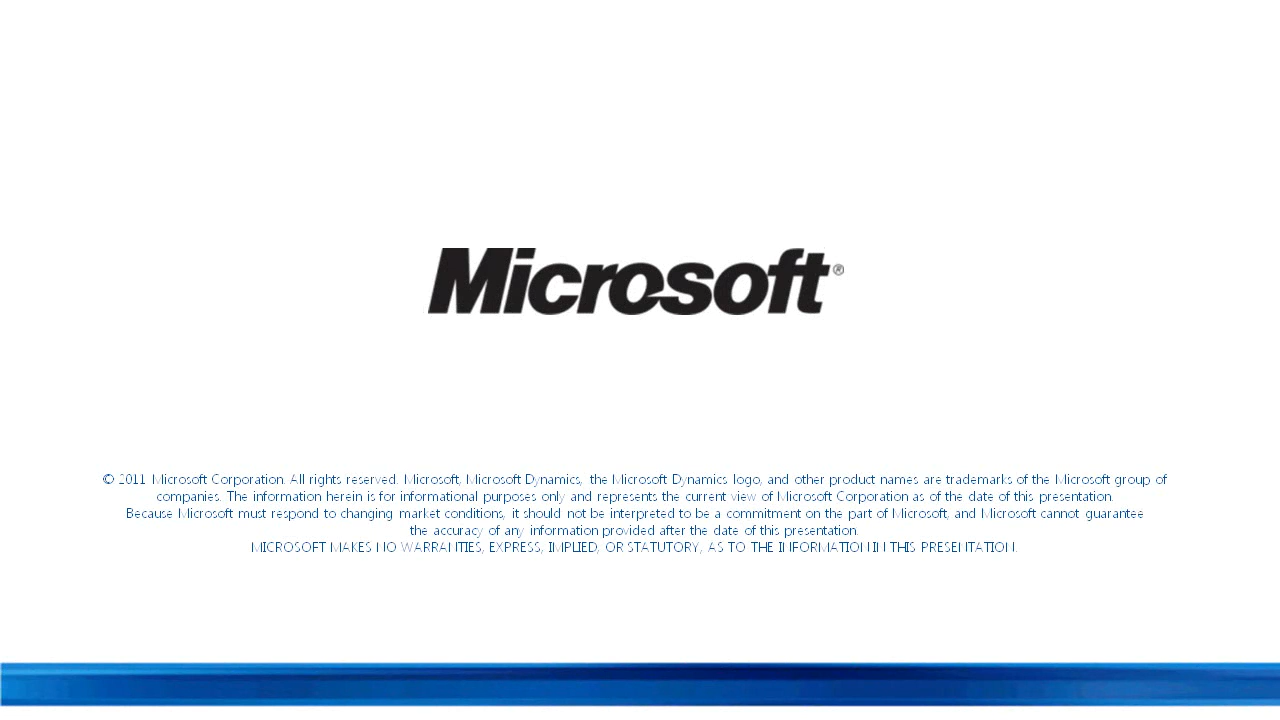 Microsoft®
© 2011 Microsoft Corporation. All rights reserved. Microsoft, Microsoft Dynamics, the Microsoft Dynamics logo, and other product names are trademarks of the Microsoft group of
companies. The information herein is for informational purposes only and represents the current view of Microsoft Corporation as of the date of this presentation.
Because Microsoft must respond to changing market conditions, it should not be interpreted to be a commitment on the part of Microsoft, and Microsoft cannot guarantee
the accuracy of any information provided after the date of this presentation.
MICROSOFT MAKES NO WARRANTIES, EXPRESS, IMPLIED, OR STATUTORY, AS TO THE INFORMATION IN THIS PRESENTATION.